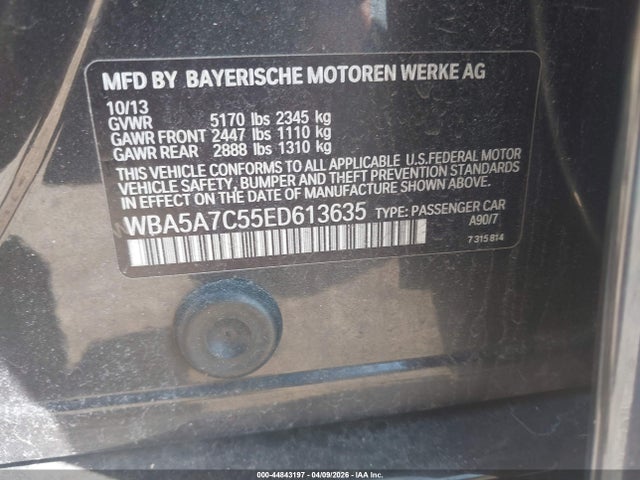 MFD BY BAYERISCHE MOTOREN WERKE AG
10/13
GVWR 5170 lbs 2345 kg
GAWR FRONT 2447 lbs 1110 kg
GAWR REAR 2888 lbs 1310 kg
THIS VEHICLE CONFORMS TO ALL APPLICABLE U.S.FEDERAL MOTOR
VEHICLE SAFETY, BUMPER AND THEFT PREVENTION STANDARDS
IN EFFECT ON THE DATE OF MANUFACTURE SHOWN ABOVE.
WBA5A7C55ED613635 TYPE: PASSENGER CAR
A90/7
7 315 814
000-44843197 - 04/09/2026 - IAA Inc.